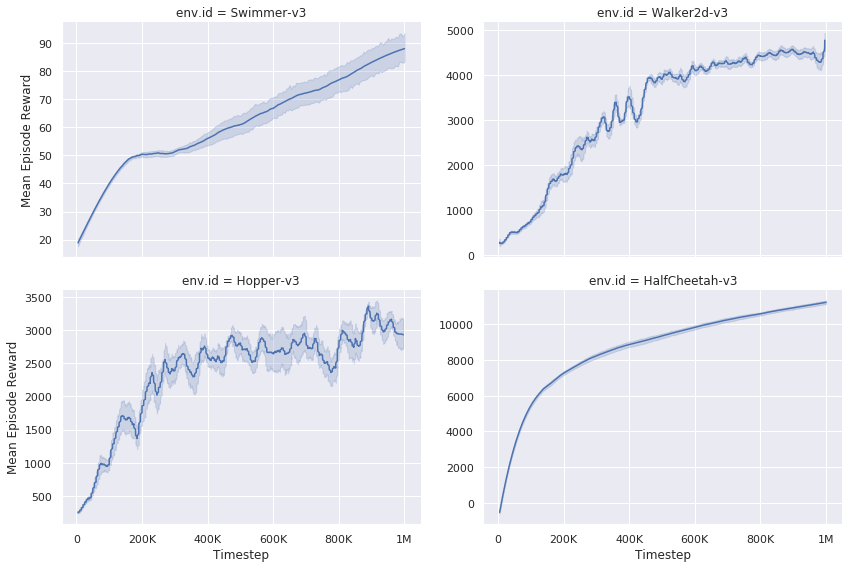 env.id = Swimmer-v3
90
80
70
60
50
40
30
20
Mean Episode Reward
env.id = Walker2d-v3
5000
4000
3000
2000
1000
0
env.id = Hopper-v3
3500
3000
2500
2000
1500
1000
500
Mean Episode Reward
0 200K 400K 600K 800K 1M
Timestep
env.id = HalfCheetah-v3
10000
8000
6000
4000
2000
0
0 200K 400K 600K 800K 1M
Timestep